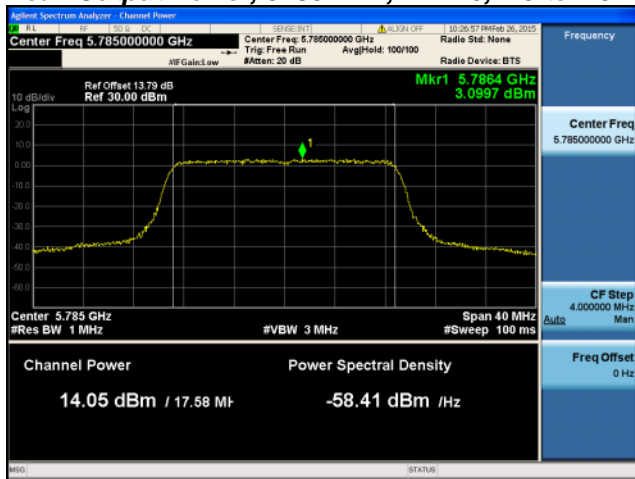 Agilent Spectrum Analyzer - Channel Power
RL RF 50 Ω DC SENSE:INT ALIGN OFF 10:26:57 PM Feb 26, 2015
Center Freq 5.785000000 GHz
Center Freq: 5.785000000 GHz
Radio Std: None
#IFGain:Low
Trig: Free Run
Avg|Hold: 100/100
#Atten: 20 dB
Radio Device: BTS
Frequency
Ref Offset 13.79 dB
10 dB/div Ref 30.00 dBm
Log
Mkr1 5.7864 GHz
3.0997 dBm
20.0
10.0
0.00
-10.0
-20.0
-30.0
-40.0
-50.0
-60.0
1
Center Freq
5.785000000 GHz
Center 5.785 GHz
Span 40 MHz
#Res BW 1 MHz
#VBW 3 MHz
#Sweep 100 ms
CF Step
4.000000 MHz
Auto Man
Channel Power
Power Spectral Density
14.05 dBm / 17.58 MH
-58.41 dBm /Hz
Freq Offset
0 Hz
MSG
STATUS